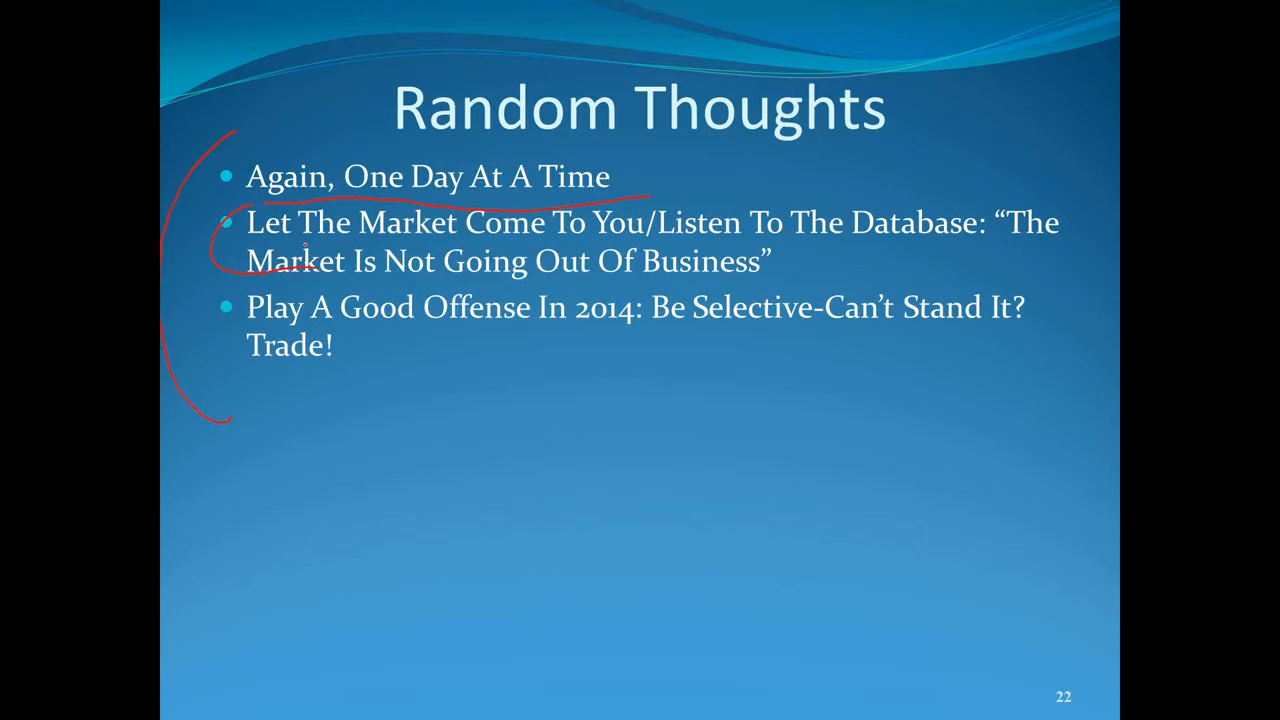 Random Thoughts
Again, One Day At A Time
Let The Market Come To You/Listen To The Database: “The
Market Is Not Going Out Of Business”
Play A Good Offense In 2014: Be Selective-Can’t Stand It?
Trade!
22